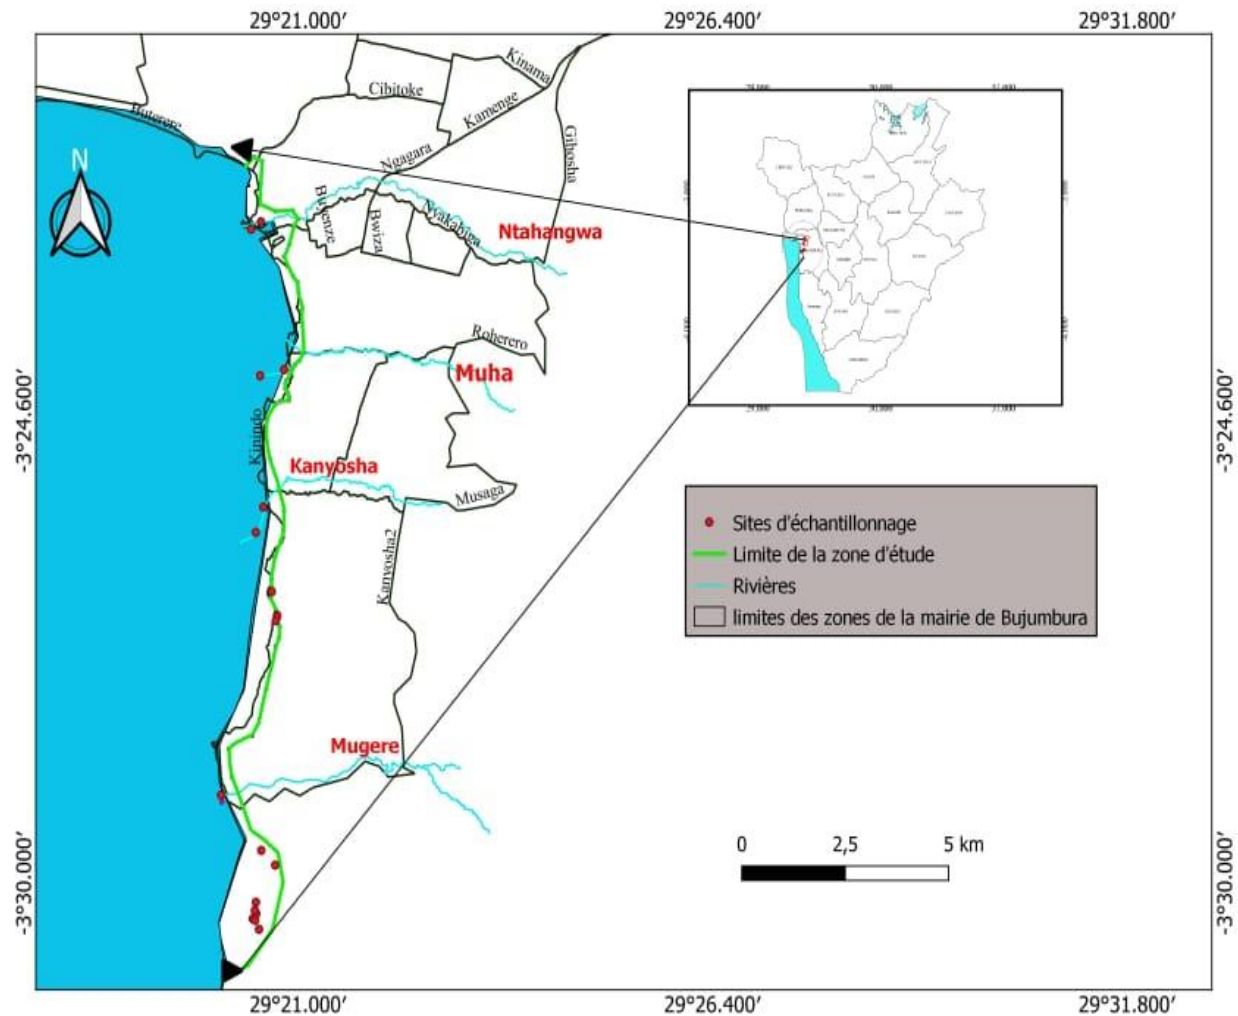 29°21.000′ 29°26.400′ 29°31.800′
Kinama
Cibitoke
Buterere
Kamenge
Gihosha
Ngagara
N
Buyenze
Bwiza
Nyakabiga
Ntahangwa
Roherero
Muha
-3°24.600′
-3°24.600′
Kinindo
Kanyosha
Musaga
Kanyosha2
Sites d'échantillonnage
Limite de la zone d'étude
Rivières
limites des zones de la mairie de Bujumbura
Mugere
0 2,5 5 km
-3°30.000′
-3°30.000′
29°21.000′ 29°26.400′ 29°31.800′